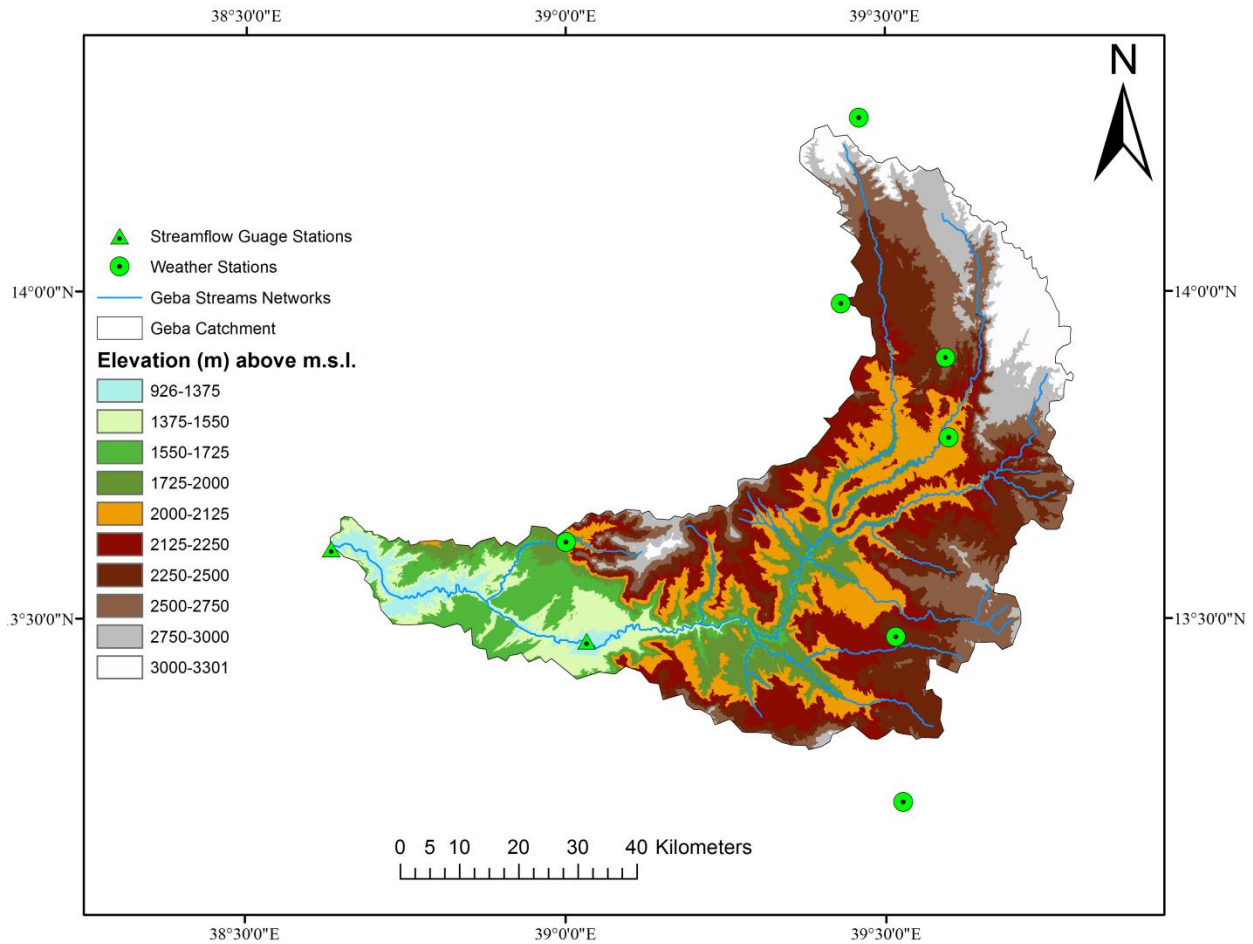 38°30'0"E 39°0'0"E 39°30'0"E
N
Streamflow Guage Stations
Weather Stations
Geba Streams Networks
14°0'0"N 14°0'0"N
Geba Catchment
Elevation (m) above m.s.l.
926-1375
1375-1550
1550-1725
1725-2000
2000-2125
2125-2250
2250-2500
2500-2750
2750-3000
3000-3301
3°30'0"N 13°30'0"N
0 5 10 20 30 40 Kilometers
38°30'0"E 39°0'0"E 39°30'0"E